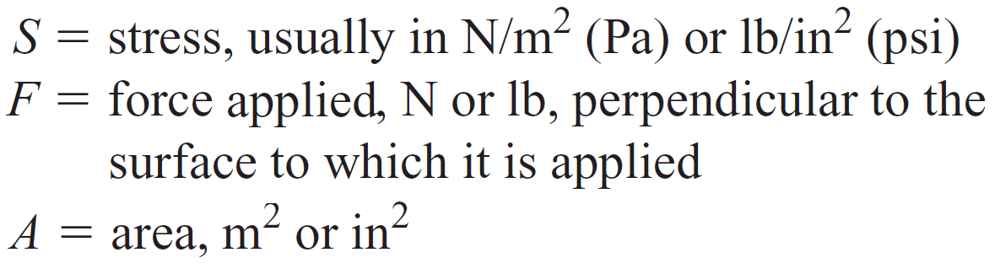 S = stress, usually in N/m² (Pa) or lb/in² (psi)
F = force applied, N or lb, perpendicular to the
surface to which it is applied
A = area, m² or in²